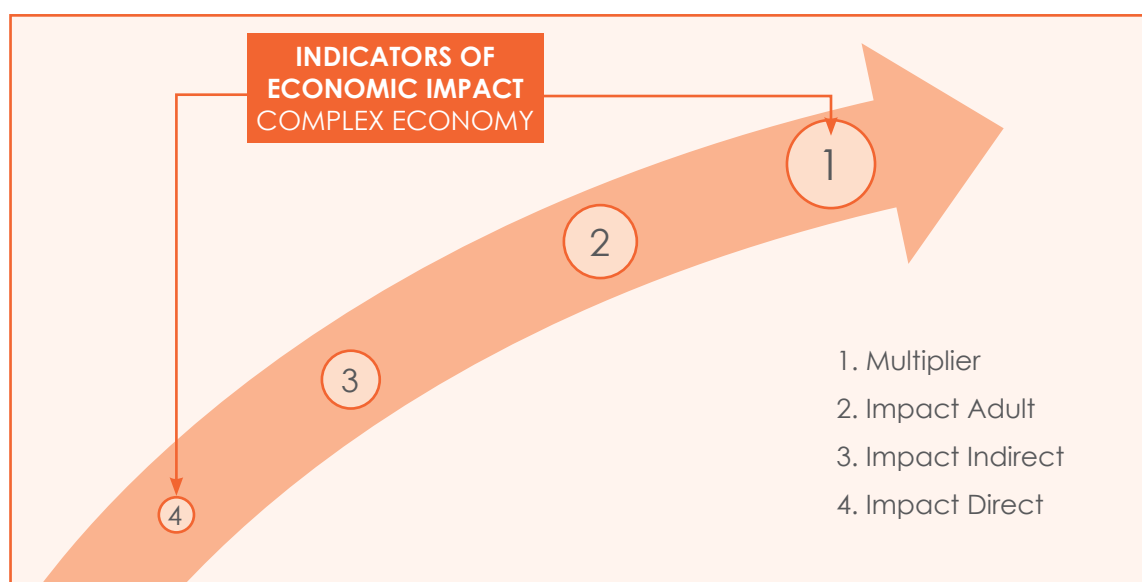 INDICATORS OF
ECONOMIC IMPACT
COMPLEX ECONOMY
1
2
3
4
1. Multiplier
2. Impact Adult
3. Impact Indirect
4. Impact Direct